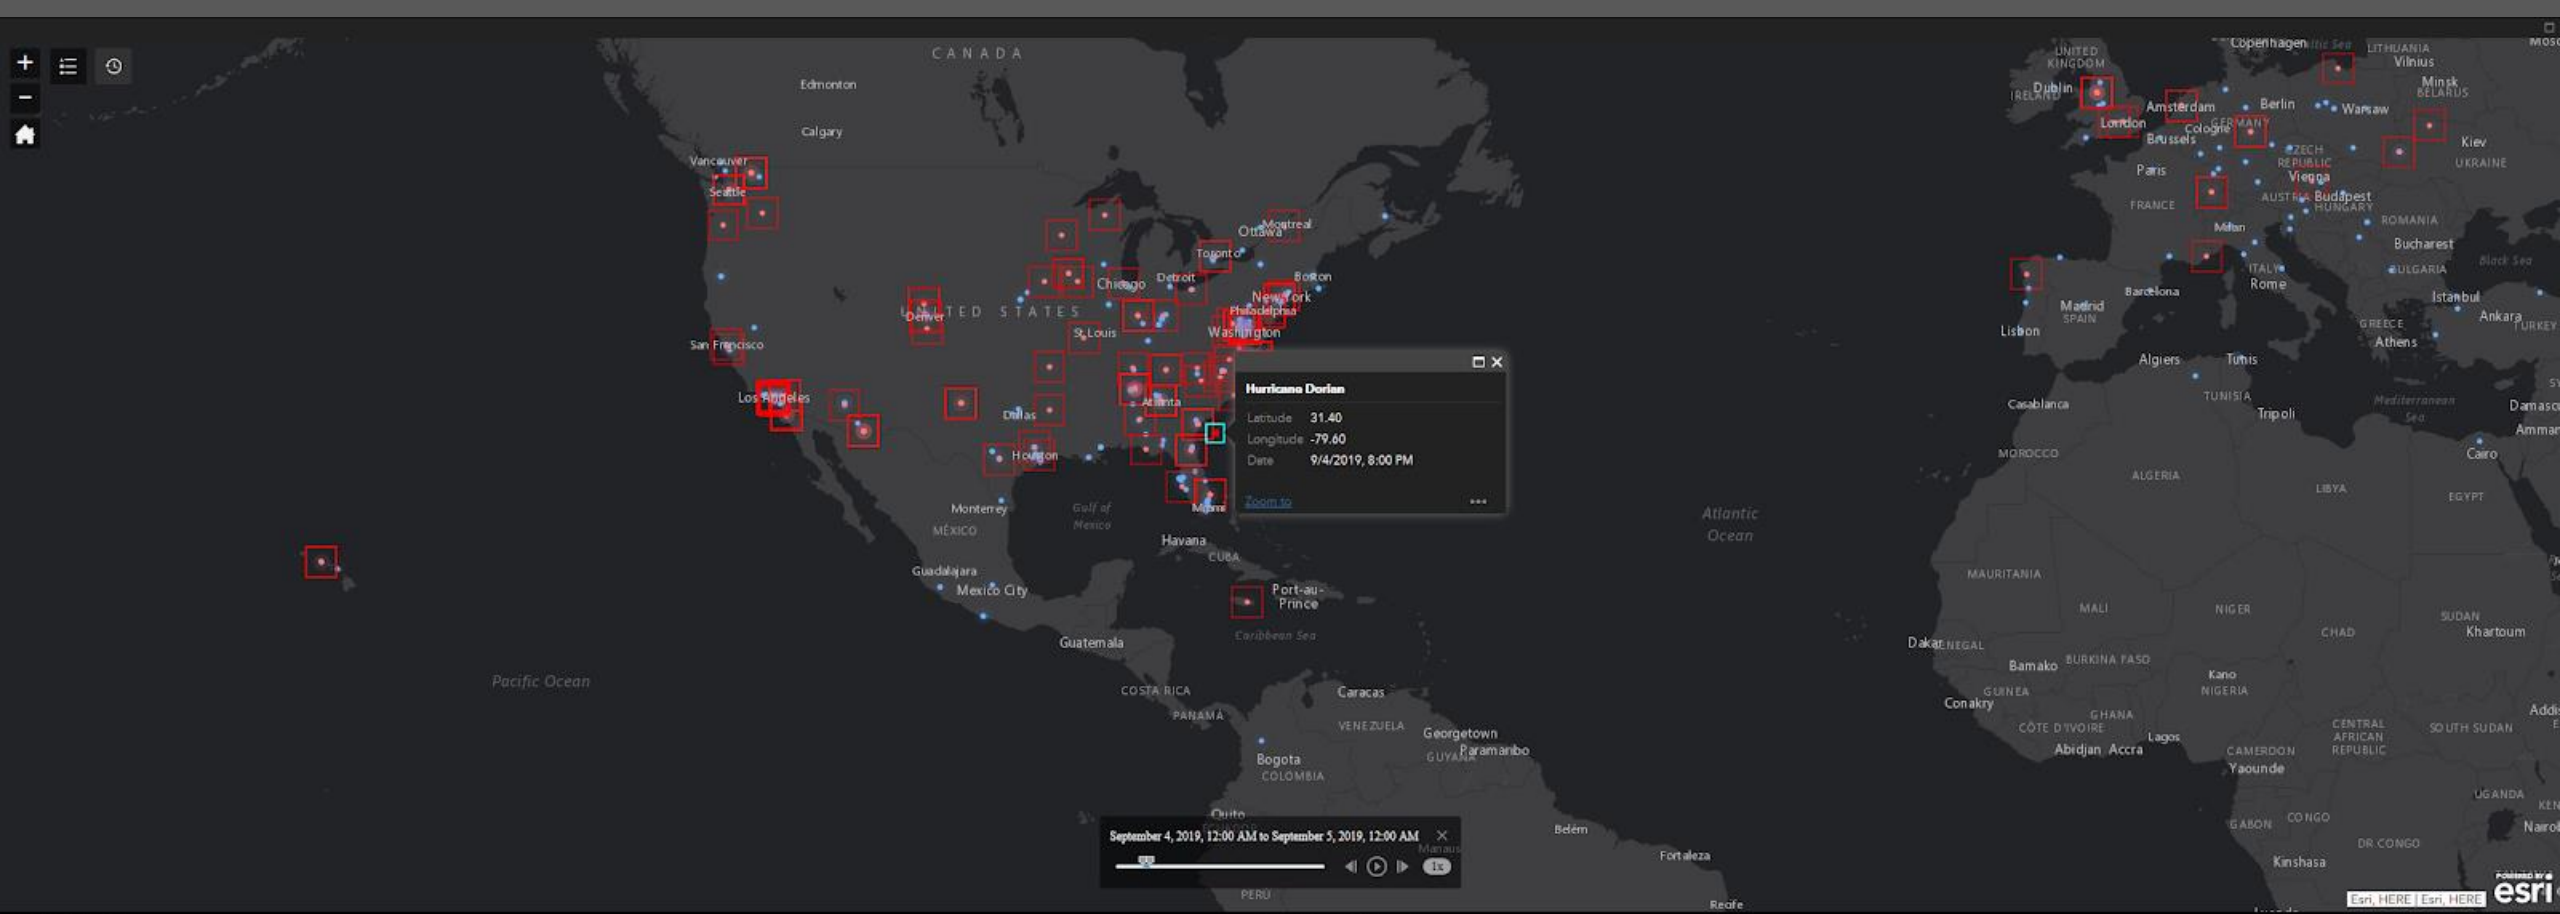 CANADA
Edmonton
Calgary
Vancouver
Seattle
UNITED STATES
Denver
San Francisco
Los Angeles
Dallas
Houston
St. Louis
Chicago
Detroit
Toronto
Ottawa
Montreal
Boston
New York
Philadelphia
Washington
Atlanta
Miami
Hurricane Dorian
Latitude 31.40
Longitude -79.60
Date 9/4/2019, 8:00 PM
Zoom to
Monterrey
MÉXICO
Gulf of
Mexico
Havana
CUBA
Guadalajara
Mexico City
Port-au-
Prince
Caribbean Sea
Guatemala
COSTA RICA
PANAMÁ
Caracas
VENEZUELA
Georgetown
Paramaribo
GUYANA
Bogota
COLOMBIA
Quito
ECUADOR
September 4, 2019, 12:00 AM to September 5, 2019, 12:00 AM
Manaus
1x
PERÚ
Belém
Fortaleza
Recife
Pacific Ocean
Atlantic
Ocean
UNITED
KINGDOM
Dublin
IRELAND
London
Amsterdam
Brussels
Cologne
GERMANY
Berlin
Copenhagen
LITHUANIA
Vilnius
Minsk
BELARUS
Warsaw
Kiev
UKRAINE
CZECH
REPUBLIC
Vienna
AUSTRIA
Budapest
HUNGARY
ROMANIA
Bucharest
BULGARIA
Black Sea
Istanbul
Ankara
TURKEY
GREECE
Athens
Paris
FRANCE
Milan
ITALY
Rome
Barcelona
Madrid
SPAIN
Lisbon
Algiers
Tunis
TUNISIA
Tripoli
Mediterranean
Sea
Casablanca
MOROCCO
ALGERIA
LIBYA
EGYPT
Cairo
MAURITANIA
MALI
NIGER
CHAD
SUDAN
Khartoum
Dakar
SENEGAL
Bamako
BURKINA FASO
GUINEA
Conakry
CÔTE D'IVOIRE
GHANA
Abidjan
Accra
Lagos
Kano
NIGERIA
CAMEROON
Yaounde
CENTRAL
AFRICAN
REPUBLIC
SOUTH SUDAN
UGANDA
GABON
CONGO
DR CONGO
Kinshasa
POWERED BY
esri
Esri, HERE | Esri, HERE